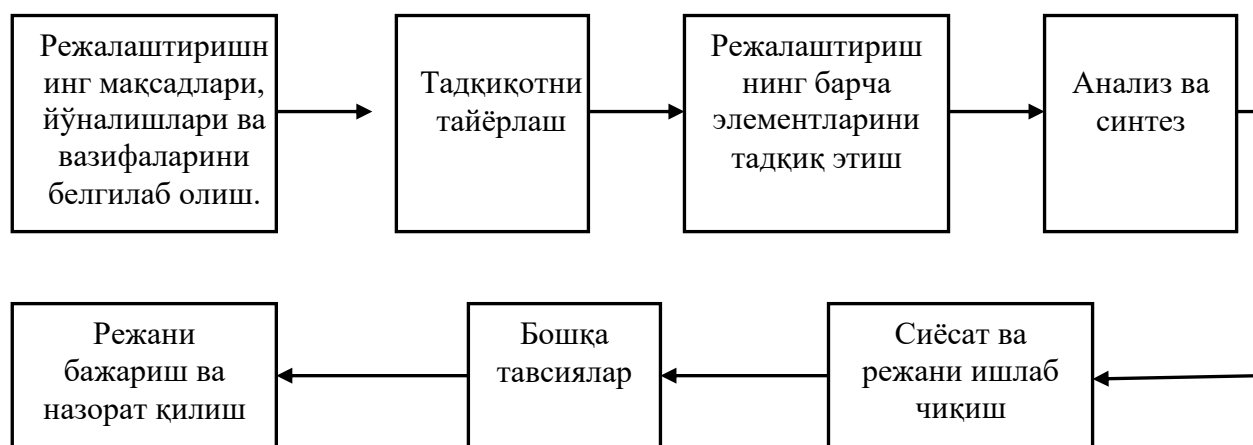 Режалаштиришн
инг мақсадлари,
йўналишлари ва
вазифаларини
белгилаб олиш.
Тадқиқотни
тайёрлаш
Режалаштириш
нинг барча
элементларини
тадқиқ этиш
Анализ ва
синтез
Режани
бажариш ва
назорат қилиш
Бошқа
тавсиялар
Сиёсат ва
режани ишлаб
чиқиш